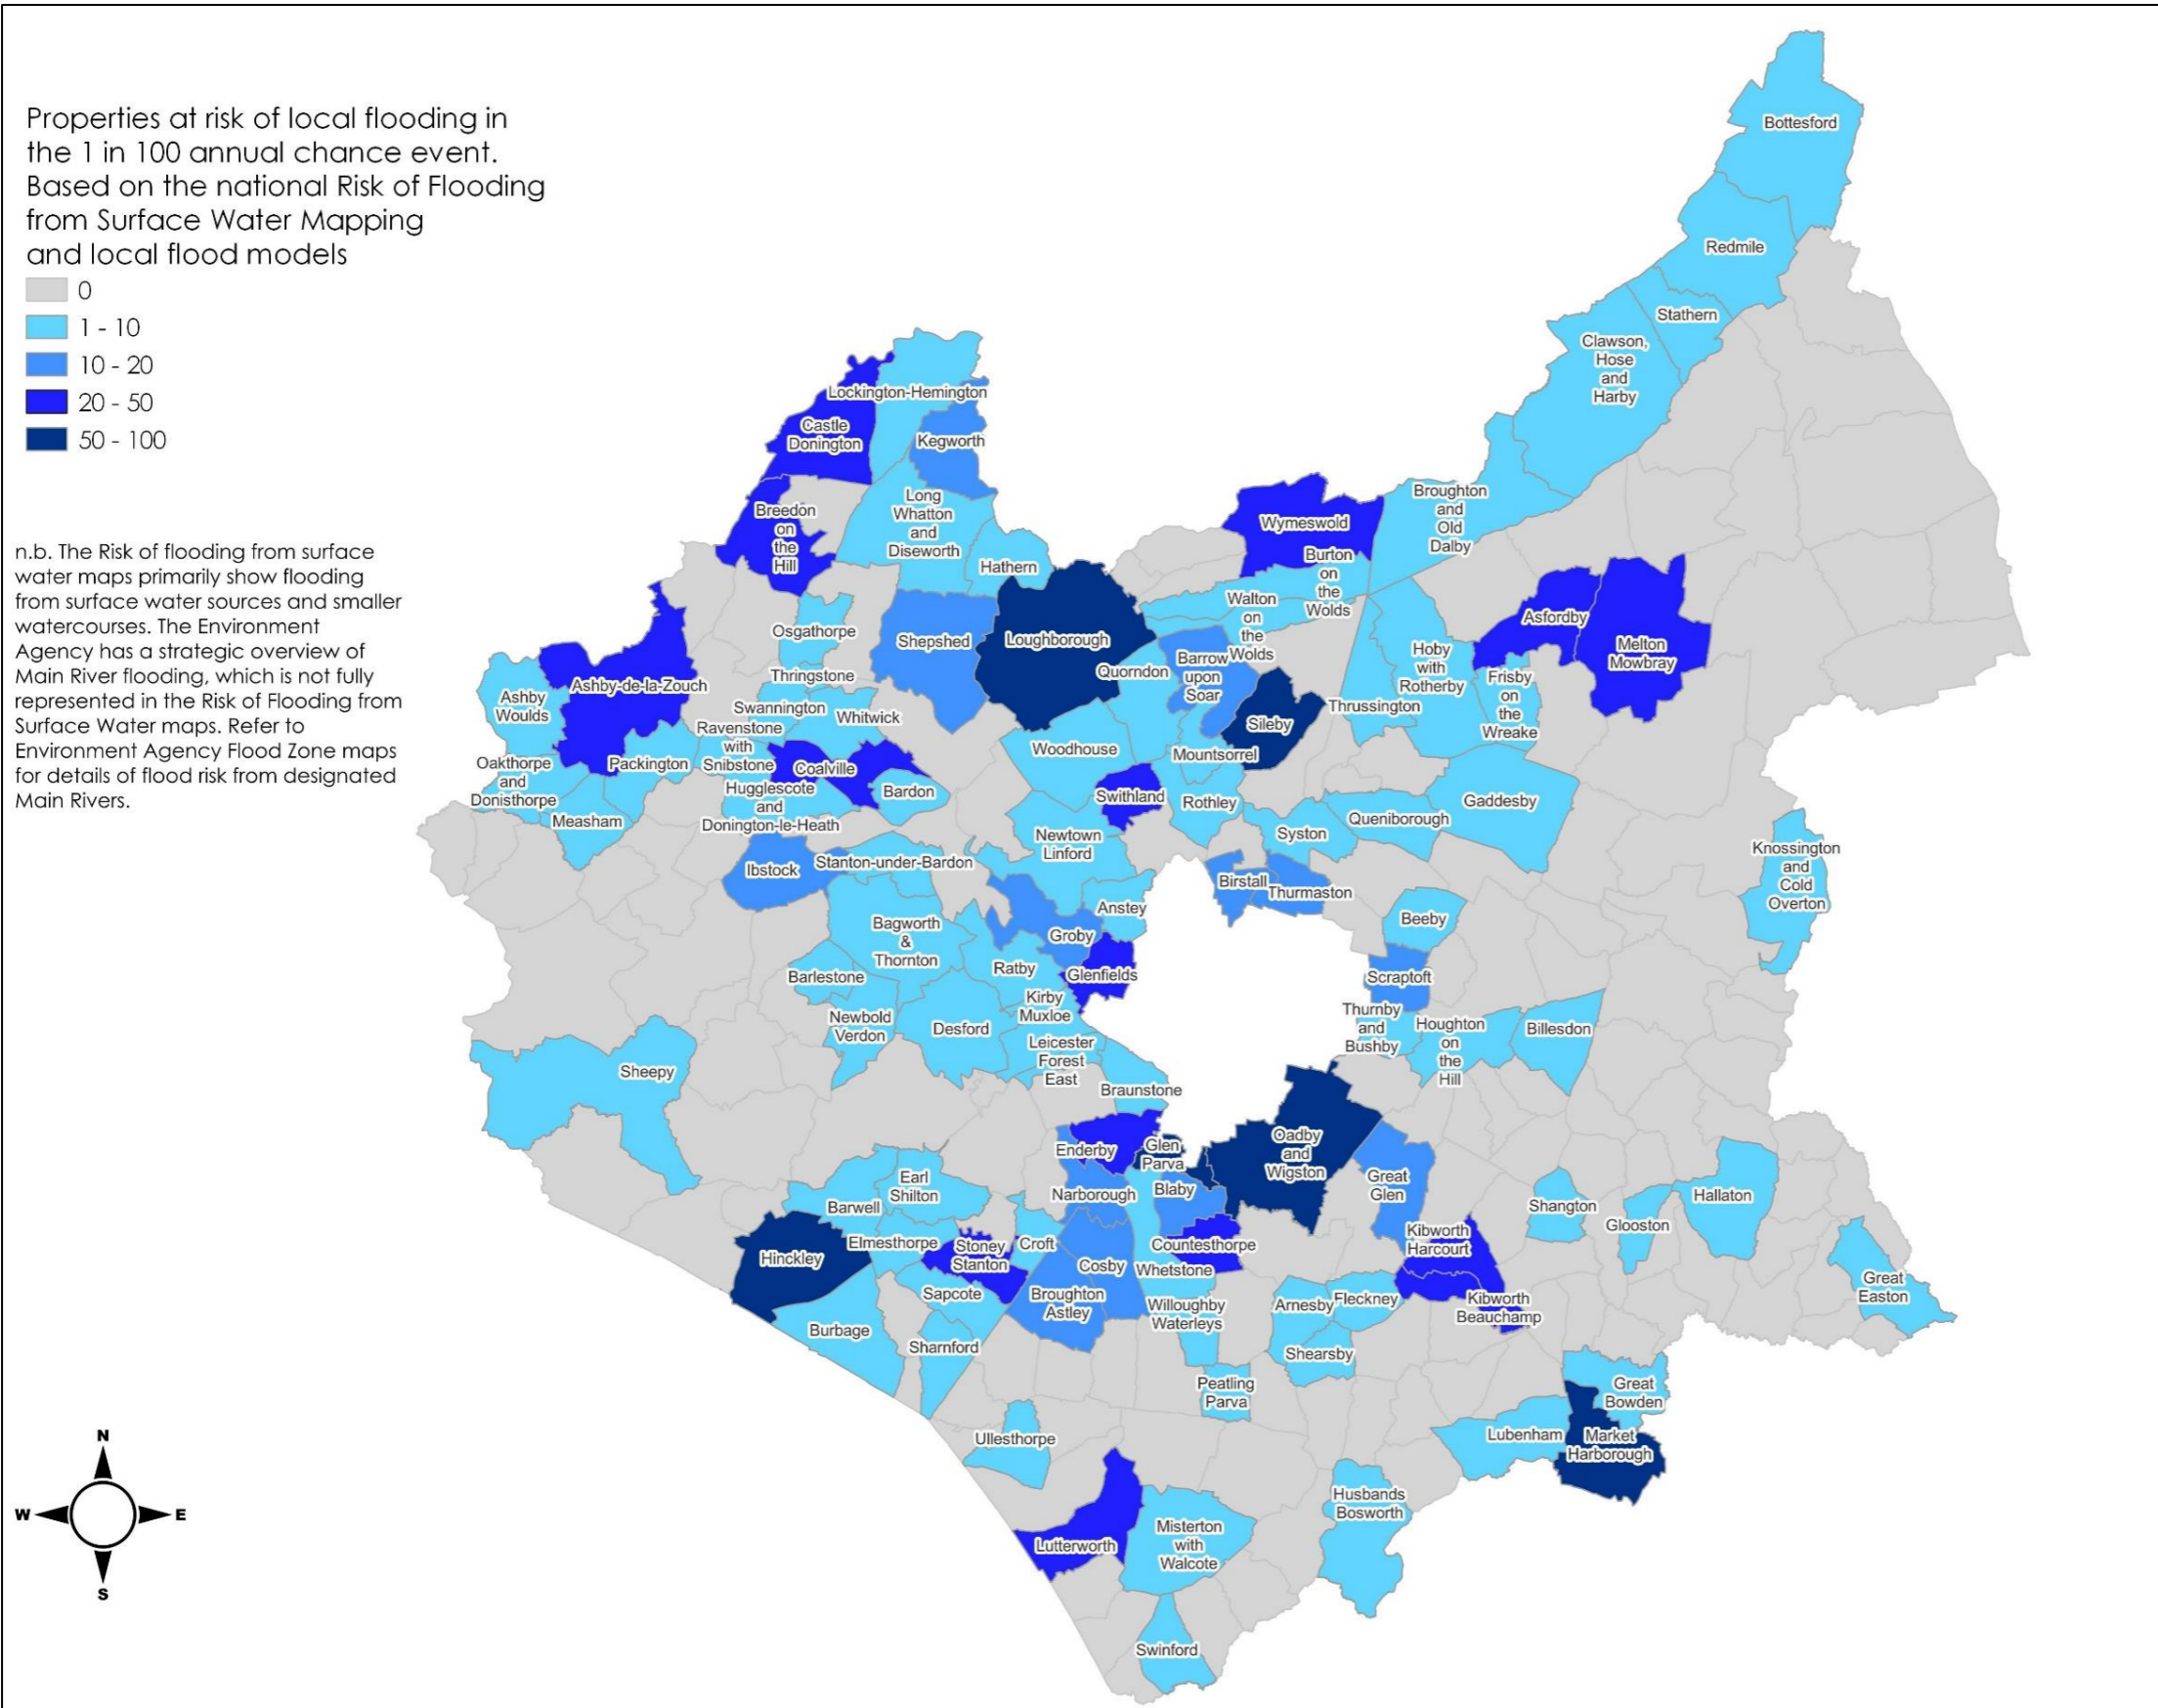 Properties at risk of local flooding in
the 1 in 100 annual chance event.
Based on the national Risk of Flooding
from Surface Water Mapping
and local flood models
0
1 - 10
10 - 20
20 - 50
50 - 100
n.b. The Risk of flooding from surface
water maps primarily show flooding
from surface water sources and smaller
watercourses. The Environment
Agency has a strategic overview of
Main River flooding, which is not fully
represented in the Risk of Flooding from
Surface Water maps. Refer to
Environment Agency Flood Zone maps
for details of flood risk from designated
Main Rivers.
Bottesford
Redmile
Stathern
Clawson,
Hose
and
Harby
Lockington-Hemington
Castle
Donington
Kegworth
Breedon
on
the
Hill
Long
Whatton
and
Diseworth
Hathern
Wymeswold
Broughton
and
Old
Dalby
Burton
on
the
Wolds
Walton
on
the
Wolds
Asfordby
Melton
Mowbray
Osgathorpe
Shepshed
Loughborough
Quorndon
Barrow
upon
Soar
Hoby
with
Rotherby
Frisby
on
the
Wreake
Thrussington
Sileby
Thringstone
Ashby-de-la-Zouch
Ashby
Woulds
Swannington
Whitwick
Ravenstone
with
Snibstone
Coalville
Packington
Oakthorpe
and
Donisthorpe
Measham
Hugglescote
and
Donington-le-Heath
Bardon
Woodhouse
Mountsorrel
Swithland
Rothley
Gaddesby
Queniborough
Syston
Newtown
Linford
Ibstock
Stanton-under-Bardon
Birstall
Thurmaston
Knossington
and
Cold
Overton
Anstey
Beeby
Bagworth
&
Thornton
Groby
Ratby
Glenfields
Barlestone
Scraptoft
Kirby
Muxloe
Newbold
Verdon
Desford
Thurnby
and
Bushby
Houghton
on
the
Hill
Billesdon
Leicester
Forest
East
Sheepy
Braunstone
Enderby
Glen
Parva
Oadby
and
Wigston
Earl
Shilton
Barwell
Narborough
Blaby
Great
Glen
Shangton
Glooston
Hallaton
Hinckley
Elmesthorpe
Stoney
Stanton
Croft
Cosby
Countesthorpe
Whetstone
Kibworth
Harcourt
Kibworth
Beauchamp
Great
Easton
Sapcote
Broughton
Astley
Willoughby
Waterleys
Arnesby
Fleckney
Burbage
Sharnford
Shearsby
Peatling
Parva
Great
Bowden
Lubenham
Market
Harborough
Ullesthorpe
Husbands
Bosworth
Lutterworth
Misterton
with
Walcote
Swinford
N
W
E
S